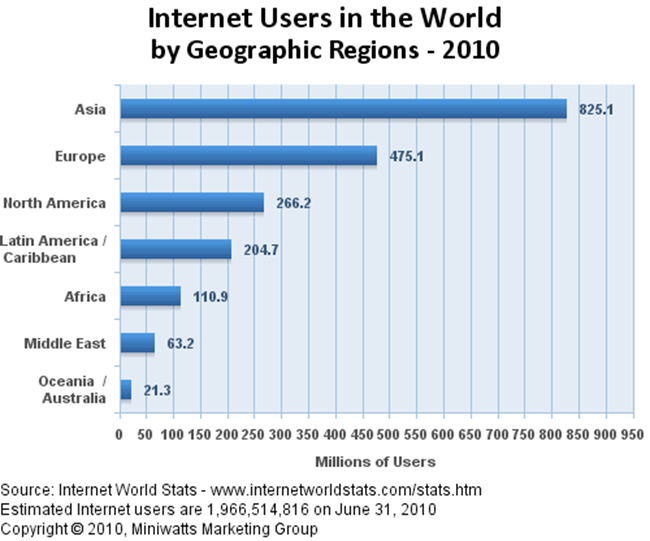 Internet Users in the World
by Geographic Regions - 2010
Asia
825.1
Europe
475.1
North America
266.2
Latin America /
Caribbean
204.7
Africa
110.9
Middle East
63.2
Oceania /
Australia
21.3
0 50 100 150 200 250 300 350 400 450 500 550 600 650 700 750 800 850 900 950
Millions of Users
Source: Internet World Stats - www.internetworldstats.com/stats.htm
Estimated Internet users are 1,966,514,816 on June 31, 2010
Copyright © 2010, Miniwatts Marketing Group